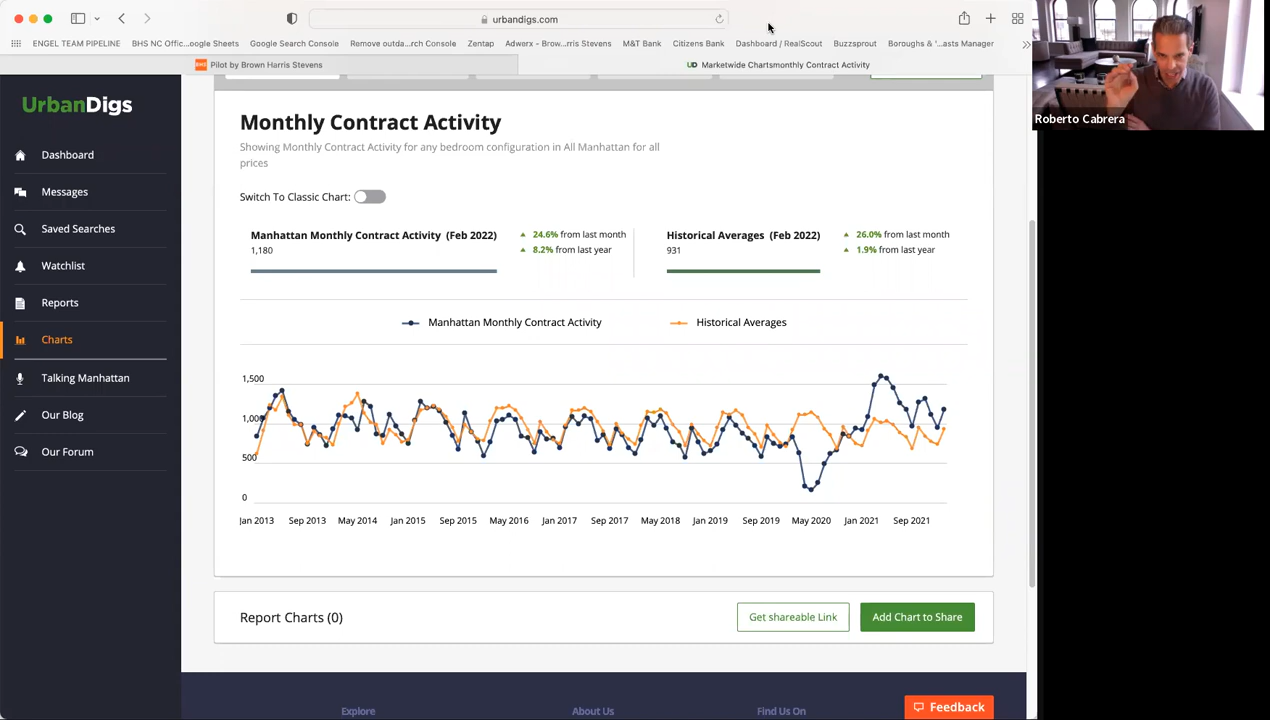 urbandigs.com
ENGEL TEAM PIPELINE
BHS NC Offic...oogle Sheets
Google Search Console
Remove outda...rch Console
Zentap
Adwerx - Brow...rris Stevens
M&T Bank
Citizens Bank
Dashboard / RealScout
Buzzsprout
Boroughs & '...asts Manager
BHS Pilot by Brown Harris Stevens
UD Marketwide Chartsmonthly Contract Activity
Roberto Cabrera
UrbanDigs
Dashboard
Messages
Saved Searches
Watchlist
Reports
Charts
Talking Manhattan
Our Blog
Our Forum
Monthly Contract Activity
Showing Monthly Contract Activity for any bedroom configuration in All Manhattan for all
prices
Switch To Classic Chart:
Manhattan Monthly Contract Activity (Feb 2022)
1,180
24.6% from last month
8.2% from last year
Historical Averages (Feb 2022)
931
26.0% from last month
1.9% from last year
Manhattan Monthly Contract Activity
Historical Averages
1,500
1,000
500
0
Jan 2013 Sep 2013 May 2014 Jan 2015 Sep 2015 May 2016 Jan 2017 Sep 2017 May 2018 Jan 2019 Sep 2019 May 2020 Jan 2021 Sep 2021
Report Charts (0)
Get shareable Link
Add Chart to Share
Explore
About Us
Find Us On
Feedback